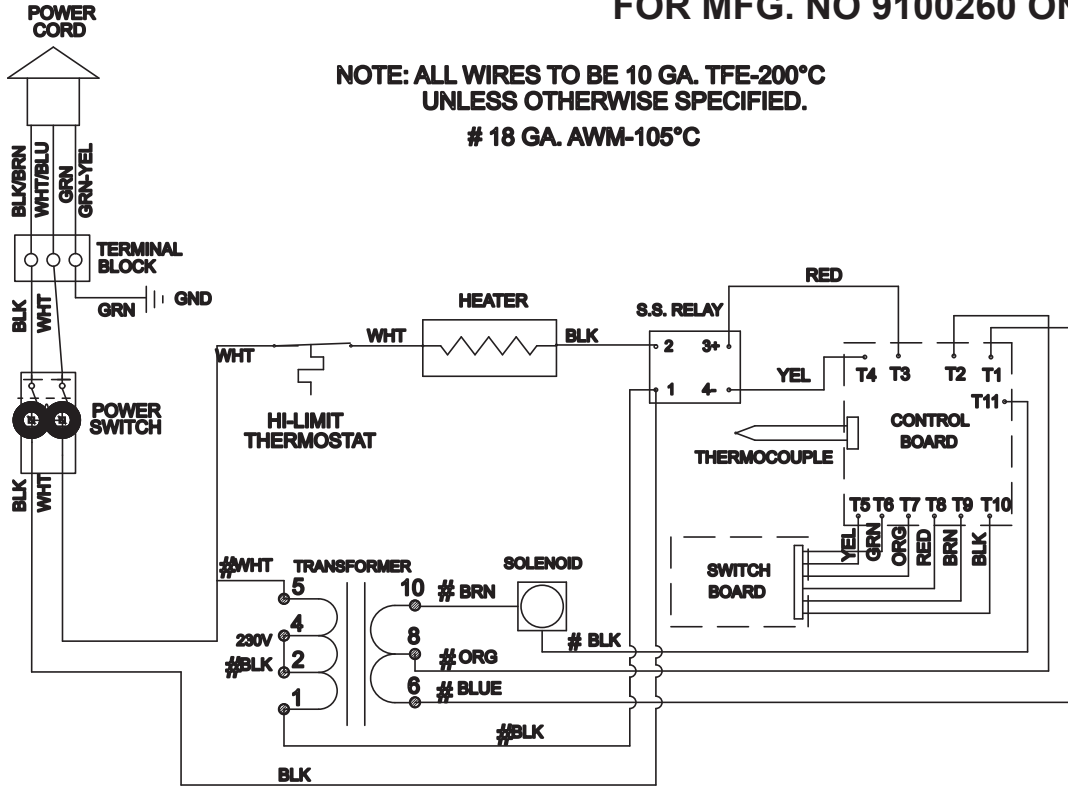 FOR MFG. NO 9100260 ON
POWER
CORD
NOTE: ALL WIRES TO BE 10 GA. TFE-200°C
UNLESS OTHERWISE SPECIFIED.
# 18 GA. AWM-105°C
BLK/BRN
WHT/BLU
GRN
GRN-YEL
TERMINAL
BLOCK
GND
GRN
BLK
WHT
POWER
SWITCH
BLK
WHT
WHT
HI-LIMIT
THERMOSTAT
WHT
HEATER
BLK
S.S. RELAY
2
3+
1
4-
RED
YEL
T4
T3
T2
T1
T11
CONTROL
BOARD
THERMOCOUPLE
T5
T6
T7
T8
T9
T10
YEL
GRN
ORG
RED
BRN
BLK
SWITCH
BOARD
#WHT
TRANSFORMER
SOLENOID
5
10
# BRN
4
230V
8
# BLK
#BLK
2
# ORG
6
# BLUE
1
#BLK
BLK